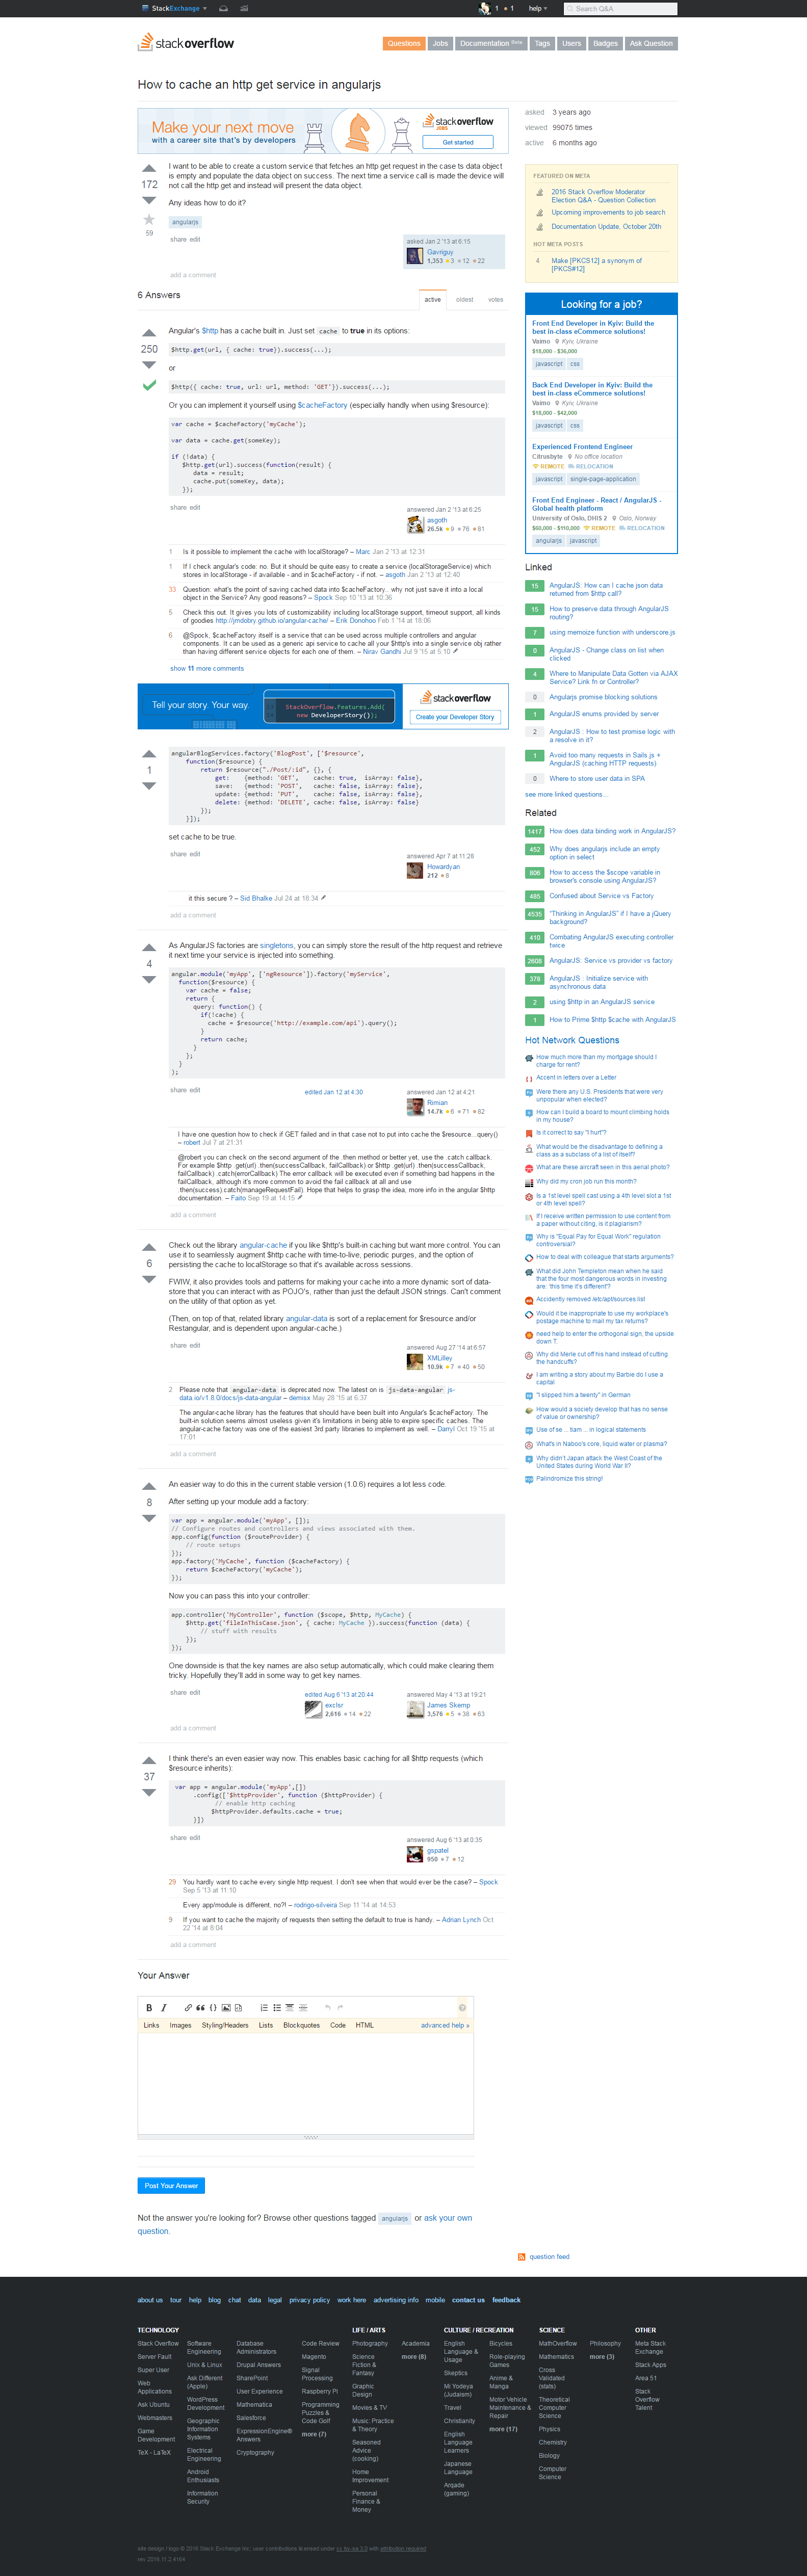 StackExchange
1
1
help
Search Q&A
stackoverflow
Questions
Jobs
Documentation Beta
Tags
Users
Badges
Ask Question
How to cache an http get service in angularjs
Make your next move
with a career site that's by developers
stackoverflow
JOBS
Get started
172
59
I want to be able to create a custom service that fetches an http get request in the case ts data object
is empty and populate the data object on success. The next time a service call is made the device will
not call the http get and instead will present the data object.
Any ideas how to do it?
angularjs
share edit
asked Jan 2 '13 at 6:15
Gavriguy
1,353 3 12 22
add a comment
6 Answers
active oldest votes
250
Angular's $http has a cache built in. Just set cache to true in its options:
$http.get(url, { cache: true}).success(...);
or
$http({ cache: true, url: url, method: 'GET'}).success(...);
Or you can implement it yourself using $cacheFactory (especially handly when using $resource):
var cache = $cacheFactory('myCache');
var data = cache.get(someKey);
if (!data) {
$http.get(url).success(function(result) {
data = result;
cache.put(someKey, data);
});
share edit
answered Jan 2 '13 at 6:25
asgoth
26.5k 9 76 81
1 Is it possible to implement the cache with localStorage? – Marc Jan 2 '13 at 12:31
1 If I check angular's code: no. But it should be quite easy to create a service (localStorageService) which
stores in localStorage - if available - and in $cacheFactory - if not. – asgoth Jan 2 '13 at 12:40
33 Question: what's the point of saving cached data into $cacheFactory.. why not just save it into a local
object in the Service? Any good reasons? – Spock Sep 10 '13 at 10:36
5 Check this out. It gives you lots of customizability including localStorage support, timeout support, all kinds
of goodies http://jmdobry.github.io/angular-cache/ – Erik Donohoo Feb 1 '14 at 18:06
6 @Spock, $cacheFactory itself is a service that can be used across multiple controllers and angular
components. It can be used as a generic api service to cache all your $http's into a single service obj rather
than having different service objects for each one of them. – Nirav Gandhi Jul 9 '15 at 5:10
show 11 more comments
Tell your story. Your way.
StackOverflow.features.Add(
new DeveloperStory());
stackoverflow
Create your Developer Story
1
angularBlogServices.factory('BlogPost', ['$resource',
function($resource) {
return $resource("./Post/:id", {}, {
get: {method: 'GET', cache: true, isArray: false},
save: {method: 'POST', cache: false, isArray: false},
update: {method: 'PUT', cache: false, isArray: false},
delete: {method: 'DELETE', cache: false, isArray: false}
});
}]);
set cache to be true.
share edit
answered Apr 7 at 11:28
Howardyan
212 8
it this secure ? – Sid Bhalke Jul 24 at 18:34
add a comment
4
As AngularJS factories are singletons, you can simply store the result of the http request and retrieve
it next time your service is injected into something.
angular.module('myApp', ['ngResource']).factory('myService',
function($resource) {
var cache = false;
return {
query: function() {
if(!cache) {
cache = $resource('http://example.com/api').query();
}
return cache;
}
};
}
);
share edit
edited Jan 12 at 4:30
answered Jan 12 at 4:21
Rimian
14.7k 6 71 82
I have one question to check if GET failed and in that case not to put into cache the $resource...query()
– robert Jul 7 at 21:31
@robert you can check on the second argument of the .then method or better yet, use the .catch callback.
For example $http .get(url) .then(successCallback, failCallback) or $http .get(url) .then(successCallback,
failCallback) .catch(errorCallback) The error callback will be executed even if something bad happens in the
failCallback, although it's more common to avoid the fail callback at all and use
.then(success).catch(manageRequestFail). Hope that helps to grasp the idea, more info in the angular $http
documentation. – Faito Sep 19 at 14:15
add a comment
6
Check out the library angular-cache if you like $http's built-in caching but want more control. You can
use it to seamlessly augment $http cache with time-to-live, periodic purges, and the option of
persisting the cache to localStorage so that it's available across sessions.
FWIW, it also provides tools and patterns for making your cache into a more dynamic sort of data-
store that you can interact with as POJO's, rather than just the default JSON strings. Can't comment
on the utility of that option as yet.
(Then, on top of that, related library angular-data is sort of a replacement for $resource and/or
Restangular, and is dependent upon angular-cache.)
share edit
answered Aug 27 '14 at 6:57
XMLilley
10.9k 7 40 50
2 Please note that angular-data is deprecated now. The latest on is js-data-angular js-
data.io/v1.8.0/docs/js-data-angular – demisx May 28 '15 at 6:37
The angular-cache library has the features that should have been built into Angular's $cacheFactory. The
built-in solution seems almost useless given it's limitations in being able to expire specific caches. The
angular-cache factory was one of the easiest 3rd party libraries to implement as well. – Darryl Oct 19 '15 at
17:01
add a comment
8
An easier way to do this in the current stable version (1.0.6) requires a lot less code.
After setting up your module add a factory:
var app = angular.module('myApp', []);
// Configure routes and controllers and views associated with them.
app.config(function ($routeProvider) {
// route setups
});
app.factory('MyCache', function ($cacheFactory) {
return $cacheFactory('myCache');
});
Now you can pass this into your controller:
app.controller('MyController', function ($scope, $http, MyCache) {
$http.get('fileInThisCase.json', { cache: MyCache }).success(function (data) {
// stuff with results
});
});
One downside is that the key names are also setup automatically, which could make clearing them
tricky. Hopefully they'll add in some way to get key names.
share edit
edited Aug 6 '13 at 20:44
exclsr
2,616 14 22
answered May 4 '13 at 19:21
James Skemp
3,576 5 38 63
add a comment
37
I think there's an even easier way now. This enables basic caching for all $http requests (which
$resource inherits):
var app = angular.module('myApp',[])
.config(['$httpProvider', function ($httpProvider) {
// enable http caching
$httpProvider.defaults.cache = true;
}])
share edit
answered Aug 6 '13 at 0:35
gspatel
950 7 12
29 You hardly want to cache every single http request. I don't see when that would ever be the case? – Spock
Sep 5 '13 at 11:10
Every app/module is different, no?! – rodrigo-silveira Sep 11 '14 at 14:53
9 If you want to cache the majority of requests then setting the default to true is handy. – Adrian Lynch Oct
22 '14 at 8:04
add a comment
Your Answer
Links Images Styling/Headers Lists Blockquotes Code HTML advanced help »
Post Your Answer
Not the answer you're looking for? Browse other questions tagged angularjs or ask your own
question.
asked 3 years ago
viewed 99075 times
active 6 months ago
FEATURED ON META
2016 Stack Overflow Moderator
Election Q&A - Question Collection
Upcoming improvements to job search
Documentation Update, October 20th
HOT META POSTS
4 Make [PKCS12] a synonym of
[PKCS#12]
Looking for a job?
Front End Developer in Kyiv: Build the
best in-class eCommerce solutions!
Vaimo Kyiv, Ukraine
$18,000 - $36,000
javascript css
Back End Developer in Kyiv: Build the
best in-class eCommerce solutions!
Vaimo Kyiv, Ukraine
$18,000 - $42,000
javascript css
Experienced Frontend Engineer
Citrusbyte No office location
REMOTE RELOCATION
javascript single-page-application
Front End Engineer - React / AngularJS -
Global health platform
University of Oslo, DHIS 2 Oslo, Norway
$60,000 - $110,000 REMOTE RELOCATION
angularjs javascript
Linked
15 AngularJS: How can I cache json data
returned from $http call?
15 How to preserve data through AngularJS
routing?
7 using memoize function with underscore.js
0 AngularJS - Change class on list when
clicked
4 Where to Manipulate Data Gotten via AJAX
Service? Link fn or Controller?
0 Angularjs promise blocking solutions
1 AngularJS enums provided by server
2 AngularJS : How to test promise logic with
a resolve in it?
1 Avoid too many requests in Sails.js +
AngularJS (caching HTTP requests)
0 Where to store user data in SPA
see more linked questions…
Related
1417 How does data binding work in AngularJS?
452 Why does angularjs include an empty
option in select
806 How to access the $scope variable in
browser's console using AngularJS?
485 Confused about Service vs Factory
4535 "Thinking in AngularJS" if I have a jQuery
background?
410 Combating AngularJS executing controller
twice
2608 AngularJS: Service vs provider vs factory
378 AngularJS : Initialize service with
asynchronous data
2 using $http in an AngularJS service
1 How to Prime $http $cache with AngularJS
Hot Network Questions
How much more than my mortgage should I
charge for rent?
Accent in letters over a Letter
Were there any U.S. Presidents that were very
unpopular when elected?
How can I build a board to mount climbing holds
in my house?
Is it correct to say "I hurt"?
What would be the disadvantage to defining a
class as a subclass of a list of itself?
What are these aircraft seen in this aerial photo?
Why did my cron job run this month?
Is a 1st level spell cast using a 4th level slot a 1st
or 4th level spell?
If I receive written permission to use content from
a paper without citing, is it plagiarism?
Why is "Equal Pay for Equal Work" regulation
controversial?
How to deal with colleague that starts arguments?
What did John Templeton mean when he said
that the four most dangerous words in investing
are: 'this time it's different'?
Accidently removed /etc/apt/sources.list
Would it be inappropriate to use my workplace's
postage machine to mail my tax returns?
need help to enter the orthogonal sign, the upside
down T.
Why did Merle cut off his hand instead of cutting
the handcuffs?
I am writing a story about my Barbie do I use a
capital
"I slipped him a twenty" in German
How would a society develop that has no sense
of value or ownership?
Use of se ... tiam ... in logical statements
What's in Naboo's core, liquid water or plasma?
Why didn't Japan attack the West Coast of the
United States during World War II?
Palindromize this string!
question feed
about us tour help blog chat data legal privacy policy work here advertising info mobile contact us feedback
TECHNOLOGY
Stack Overflow
Server Fault
Super User
Web
Applications
Ask Ubuntu
Webmasters
Game
Development
TeX - LaTeX
Software
Engineering
Unix & Linux
Ask Different
(Apple)
WordPress
Development
Geographic
Information
Systems
Electrical
Engineering
Android
Enthusiasts
Information
Security
Database
Administrators
Drupal Answers
SharePoint
User Experience
Mathematica
Salesforce
ExpressionEngine®
Answers
Cryptography
Code Review
Magento
Signal
Processing
Raspberry Pi
Programming
Puzzles &
Code Golf
more (7)
LIFE / ARTS
Photography
Science
Fiction &
Fantasy
Graphic
Design
Movies & TV
Music: Practice
& Theory
Seasoned
Advice
(cooking)
Home
Improvement
Personal
Finance &
Money
Academia
more (8)
CULTURE / RECREATION
English
Language &
Usage
Skeptics
Mi Yodeya
(Judaism)
Travel
Christianity
English
Language
Learners
Japanese
Language
Arqade
(gaming)
Bicycles
Role-playing
Games
Anime &
Manga
Motor Vehicle
Maintenance &
Repair
more (17)
SCIENCE
MathOverflow
Mathematics
Cross
Validated
(stats)
Theoretical
Computer
Science
Physics
Chemistry
Biology
Computer
Science
Philosophy
more (3)
OTHER
Meta Stack
Exchange
Stack Apps
Area 51
Stack
Overflow
Talent
site design / logo © 2016 Stack Exchange Inc; user contributions licensed under cc by-sa 3.0 with attribution required
rev 2016.11.2.4164